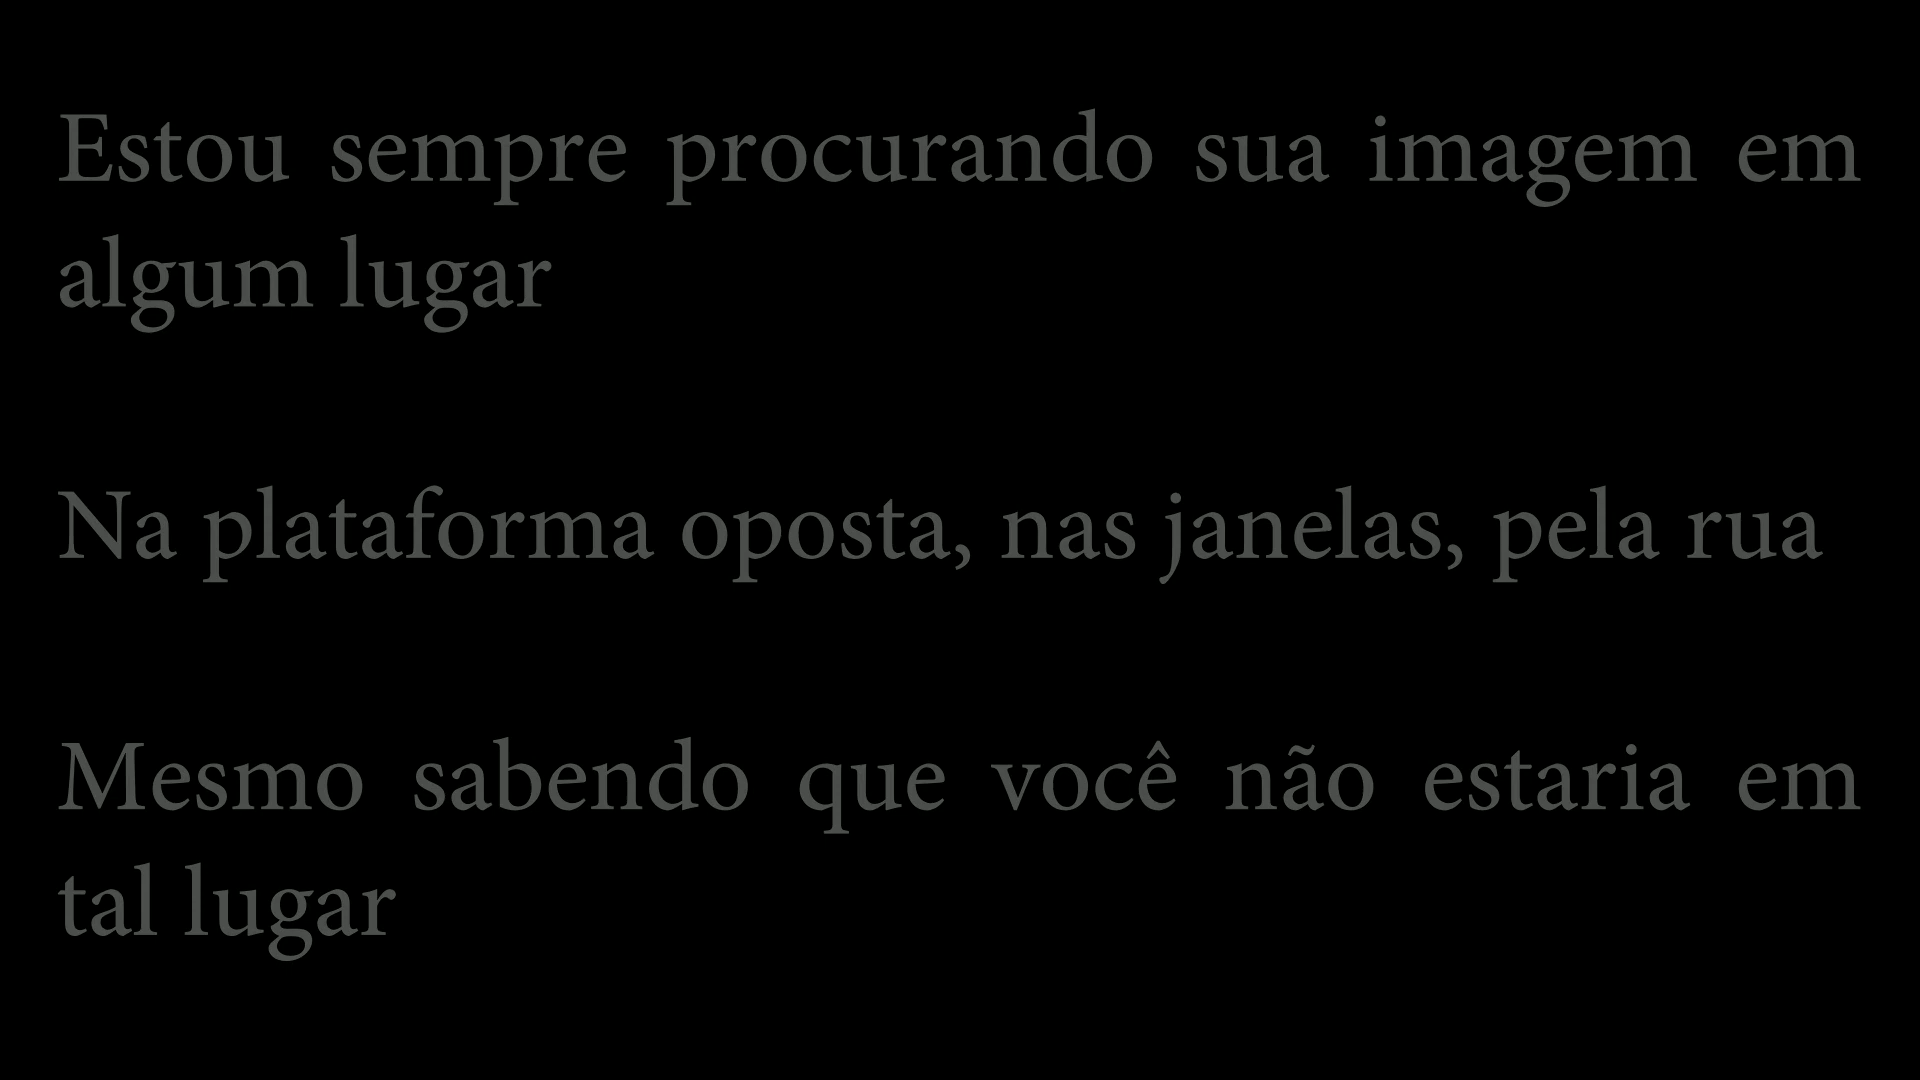 Estou sempre procurando sua imagem em
algum lugar
Na plataforma oposta, nas janelas, pela rua
Mesmo sabendo que você não estaria em
tal lugar